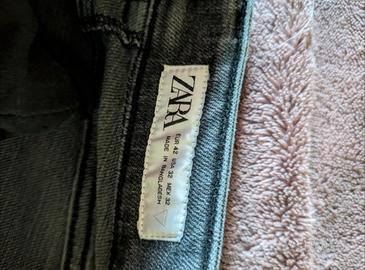 ZARA
EUR 42 USA 32 MEX 32
MADE IN BANGLADESH